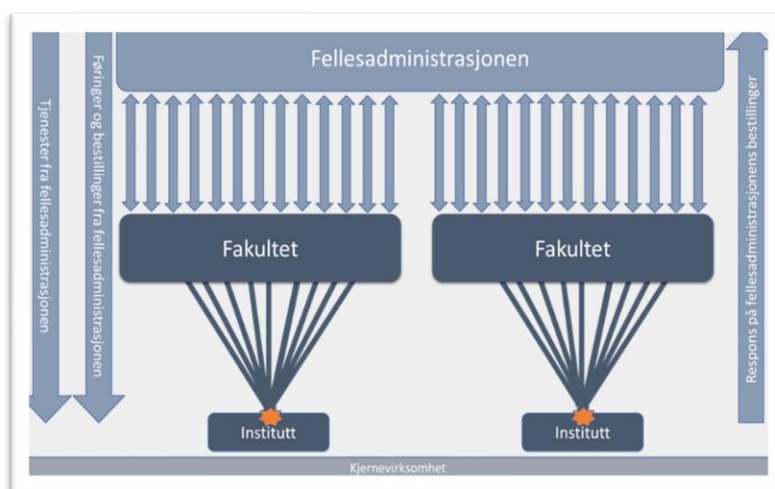 Fellesadministrasjonen
Tjenester fra fellesadministrasjonen
Føringer og bestillinger fra fellesadministrasjonen
Fakultet
Fakultet
Respons på fellesadministrasjonens bestillinger
Institutt
Institutt
Kjernevirksomhet